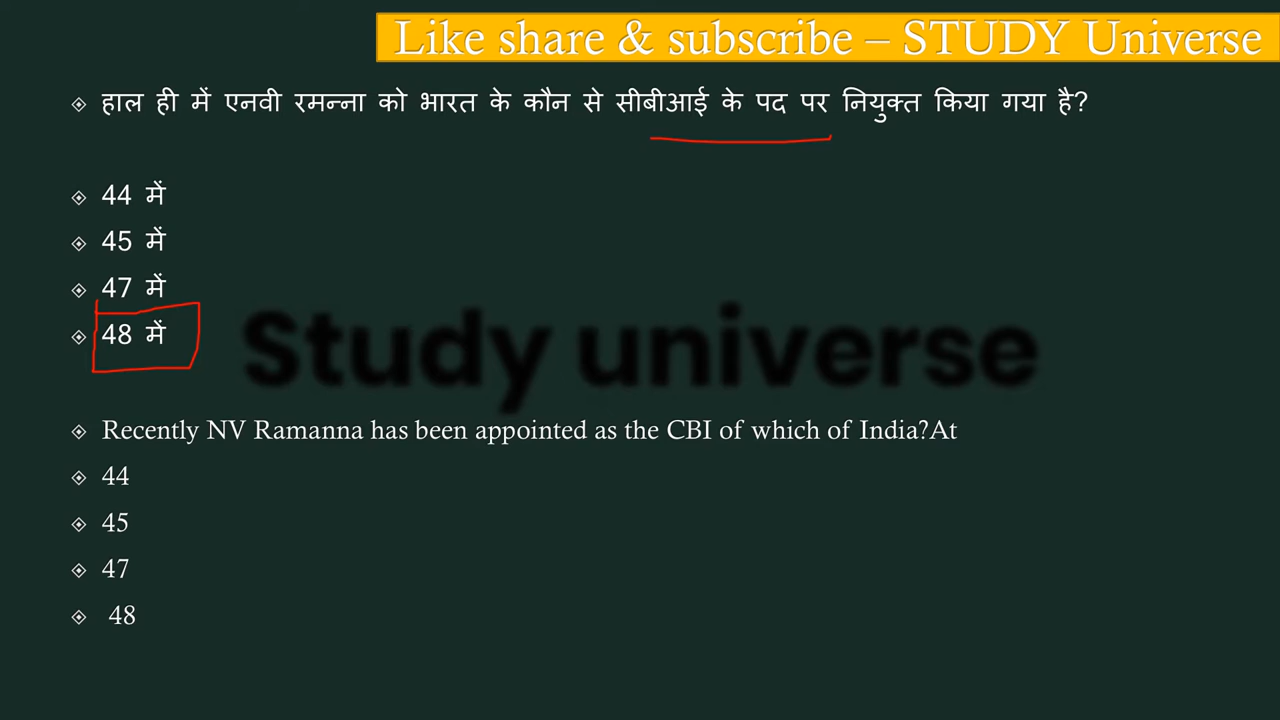 Like share & subscribe – STUDY Universe
हाल ही में एनवी रमन्ना को भारत के कौन से सीबीआई के पद पर नियुक्त किया गया है?
44 में
45 में
47 में
48 में
Study universe
Recently NV Ramanna has been appointed as the CBI of which of India?At
44
45
47
48